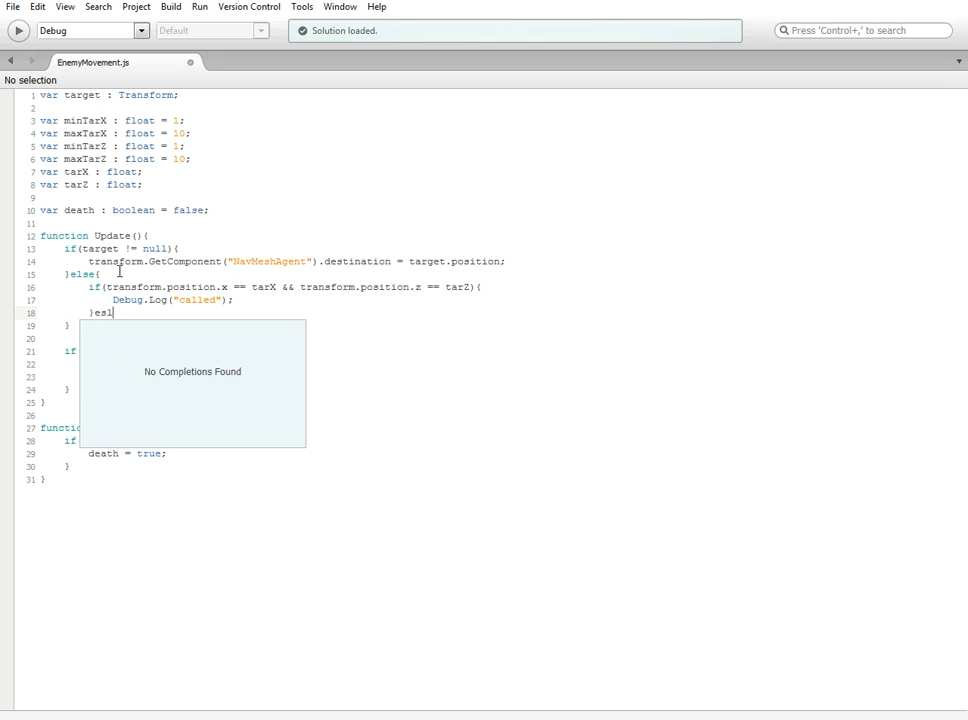 File Edit View Search Project Build Run Version Control Tools Window Help
Debug Default Solution loaded. Press 'Control+,' to search
EnemyMovement.js
No selection
1 var target : Transform;
2
3 var minTarX : float = 1;
4 var maxTarX : float = 10;
5 var minTarZ : float = 1;
6 var maxTarZ : float = 10;
7 var tarX : float;
8 var tarZ : float;
9
10 var death : boolean = false;
11
12 function Update(){
13 if(target != null){
14 transform.GetComponent("NavMeshAgent").destination = target.position;
15 }else{
16 if(transform.position.x == tarX && transform.position.z == tarZ){
17 Debug.Log("called");
18 }esl
19 }
20
21 if
22
23
24 }
25 }
26
27 functio
28 if
29 death = true;
30 }
31 }
No Completions Found